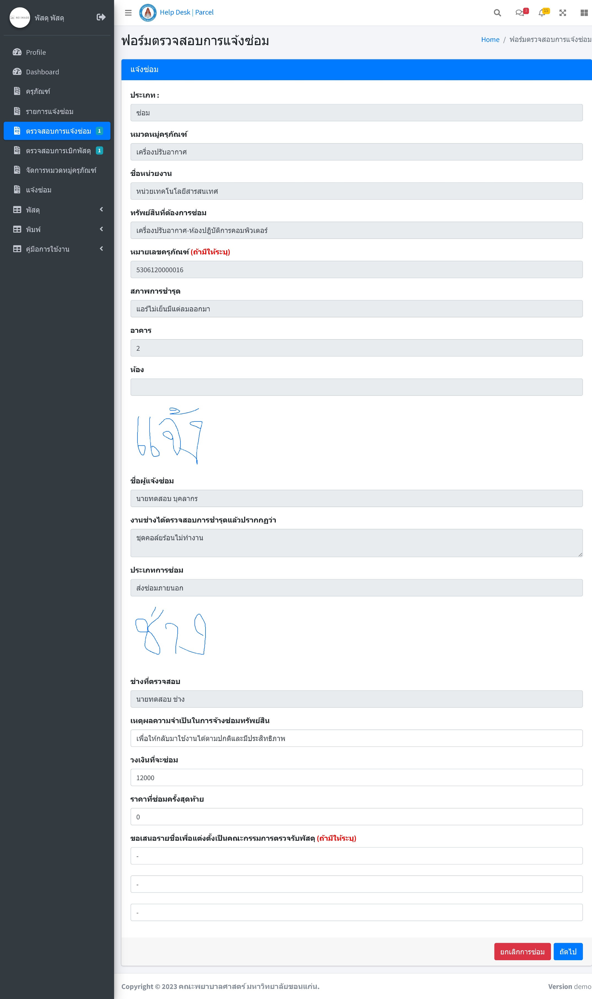 NO IMAGE
พัสดุ พัสดุ
Profile
Dashboard
ครุภัณฑ์
รายการแจ้งซ่อม
ตรวจสอบการแจ้งซ่อม 1
ตรวจสอบการเบิกพัสดุ 1
จัดการหมวดหมู่ครุภัณฑ์
แจ้งซ่อม
พัสดุ
พิมพ์
คู่มือการใช้งาน
Help Desk | Parcel
3
15
ฟอร์มตรวจสอบการแจ้งซ่อม
Home / ฟอร์มตรวจสอบการแจ้งซ่อม
แจ้งซ่อม
ประเภท :
ซ่อม
หมวดหมู่ครุภัณฑ์
เครื่องปรับอากาศ
ชื่อหน่วยงาน
หน่วยเทคโนโลยีสารสนเทศ
ทรัพย์สินที่ต้องการซ่อม
เครื่องปรับอากาศ-ห้องปฏิบัติการคอมพิวเตอร์
หมายเลขครุภัณฑ์ (ถ้ามีให้ระบุ)
5306120000016
สภาพการชำรุด
แอร์ไม่เย็นมีแต่ลมออกมา
อาคาร
2
ห้อง
แจ้ง
ชื่อผู้แจ้งซ่อม
นายทดสอบ บุคลากร
งานช่างได้ตรวจสอบการชำรุดแล้วปรากกฏว่า
ชุดคอล์ยร้อนไม่ทำงาน
ประเภทการซ่อม
ส่งซ่อมภายนอก
ช่าง
ช่างที่ตรวจสอบ
นายทดสอบ ช่าง
เหตุผลความจำเป็นในการจ้างซ่อมทรัพย์สิน
เพื่อให้กลับมาใช้งานได้ตามปกติและมีประสิทธิภาพ
วงเงินที่จะซ่อม
12000
ราคาที่ซ่อมครั้งสุดท้าย
0
ขอเสนอรายชื่อเพื่อแต่งตั้งเป็นคณะกรรมการตรวจรับพัสดุ (ถ้ามีให้ระบุ)
-
-
-
ยกเลิกการซ่อม ถัดไป
Copyright © 2023 คณะพยาบาลศาสตร์ มหาวิทยาลัยขอนแก่น.
Version demo